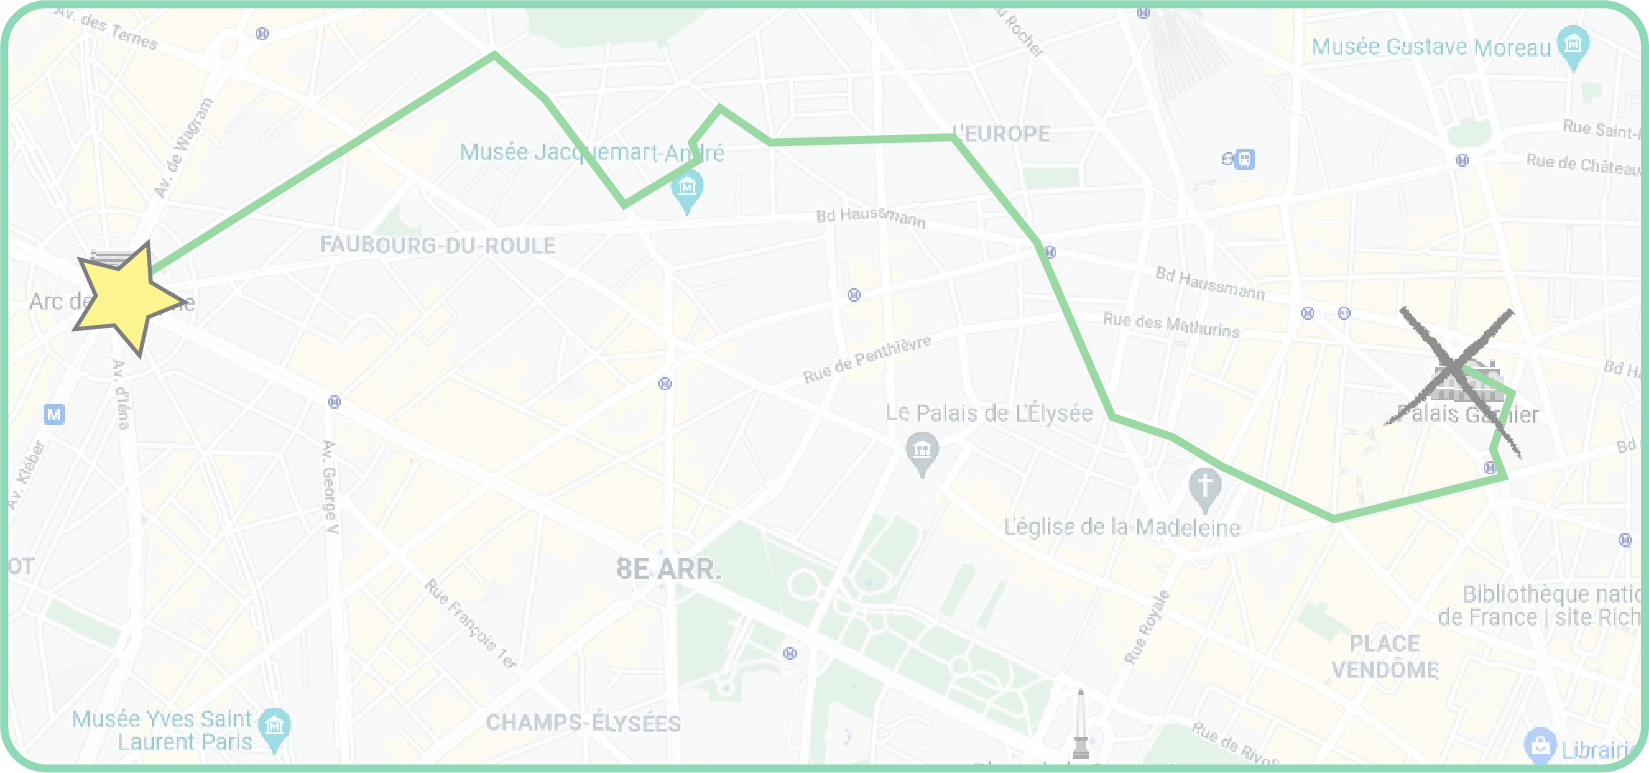 Av. des Ternes
u Rocher
Musée Gustave Moreau
Av. de Wagram
L'EUROPE
Rue Saint-L
Musée Jacquemart-André
Rue de Château
Bd Haussmann
FAUBOURG-DU-ROULE
Bd Haussmann
Arc de
e
Rue des Mathurins
Rue de Penthièvre
Bd H
Av. d'Iéna
M
Le Palais de L'Élysée
Palais Garnier
Bd
Av. Kléber
Av. George V
L'église de la Madeleine
OT
8E ARR.
Rue François 1er
Rue Royale
Bibliothèque natio
de France | site Rich
PLACE
VENDÔME
Musée Yves Saint
Laurent Paris
CHAMPS-ÉLYSÉES
Rue de Rivo
Librairie